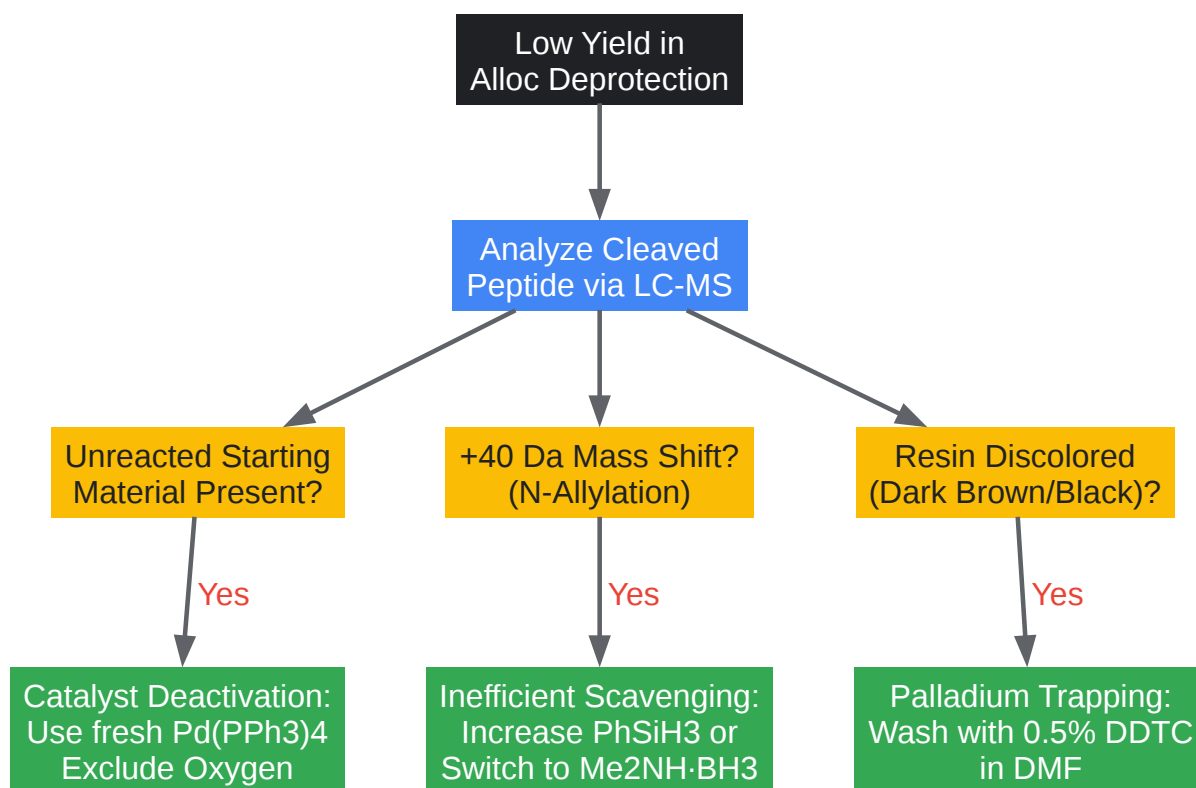 Low Yield in
Alloc Deprotection
Analyze Cleaved
Peptide via LC-MS
Unreacted Starting
Material Present?
+40 Da Mass Shift?
(N-Allylation)
Resin Discolored
(Dark Brown/Black)?
Yes
Yes
Yes
Catalyst Deactivation:
Use fresh Pd(PPh3)4
Exclude Oxygen
Inefficient Scavenging:
Increase PhSiH3 or
Switch to Me2NH·BH3
Palladium Trapping:
Wash with 0.5% DDTC
in DMF